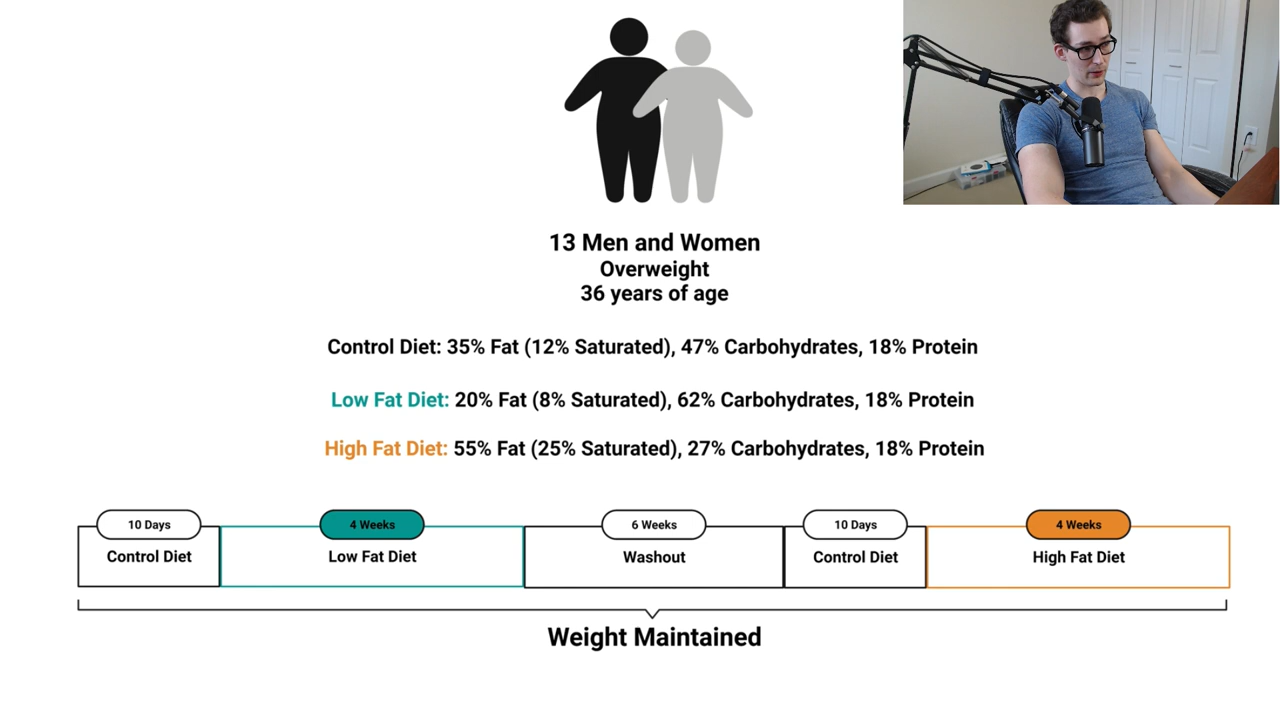 13 Men and Women
Overweight
36 years of age
Control Diet: 35% Fat (12% Saturated), 47% Carbohydrates, 18% Protein
Low Fat Diet: 20% Fat (8% Saturated), 62% Carbohydrates, 18% Protein
High Fat Diet: 55% Fat (25% Saturated), 27% Carbohydrates, 18% Protein
10 Days
Control Diet
4 Weeks
Low Fat Diet
6 Weeks
Washout
10 Days
Control Diet
4 Weeks
High Fat Diet
Weight Maintained